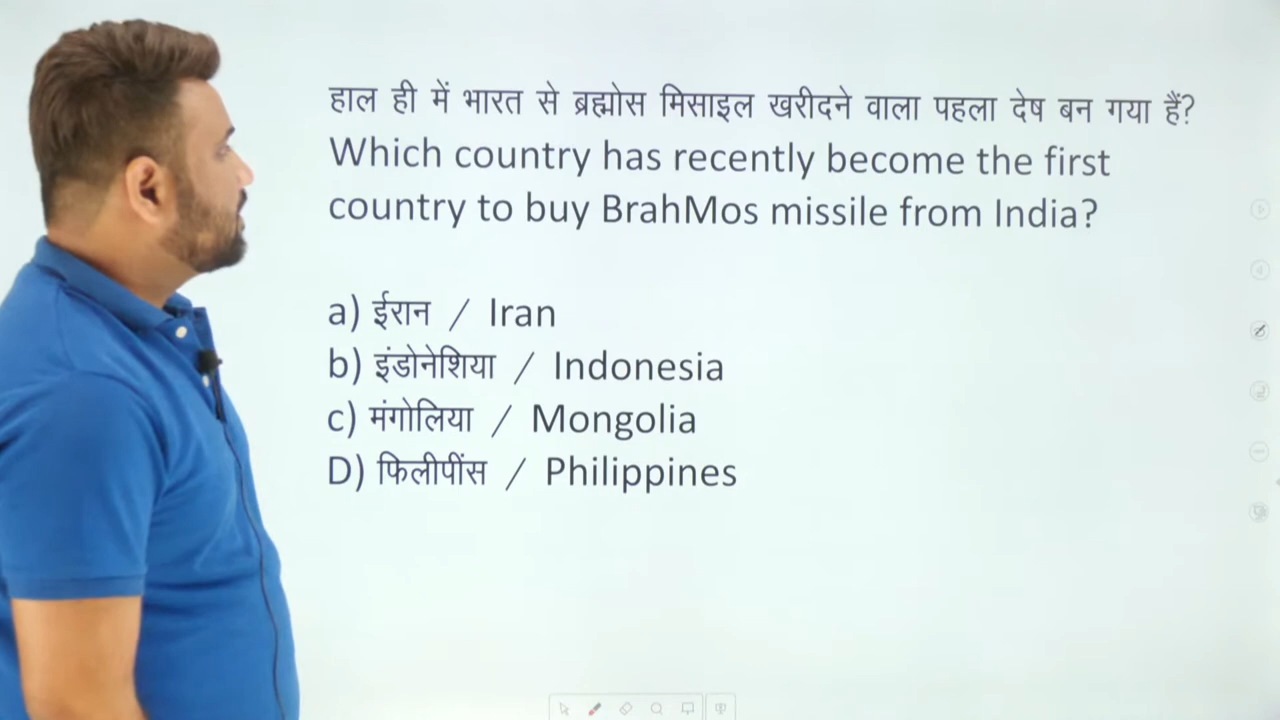 हाल ही में भारत से ब्रह्मोस मिसाइल खरीदने वाला पहला देष बन गया हैं?
Which country has recently become the first
country to buy BrahMos missile from India?
a) ईरान / Iran
b) इंडोनेशिया / Indonesia
c) मंगोलिया / Mongolia
D) फिलीपींस / Philippines